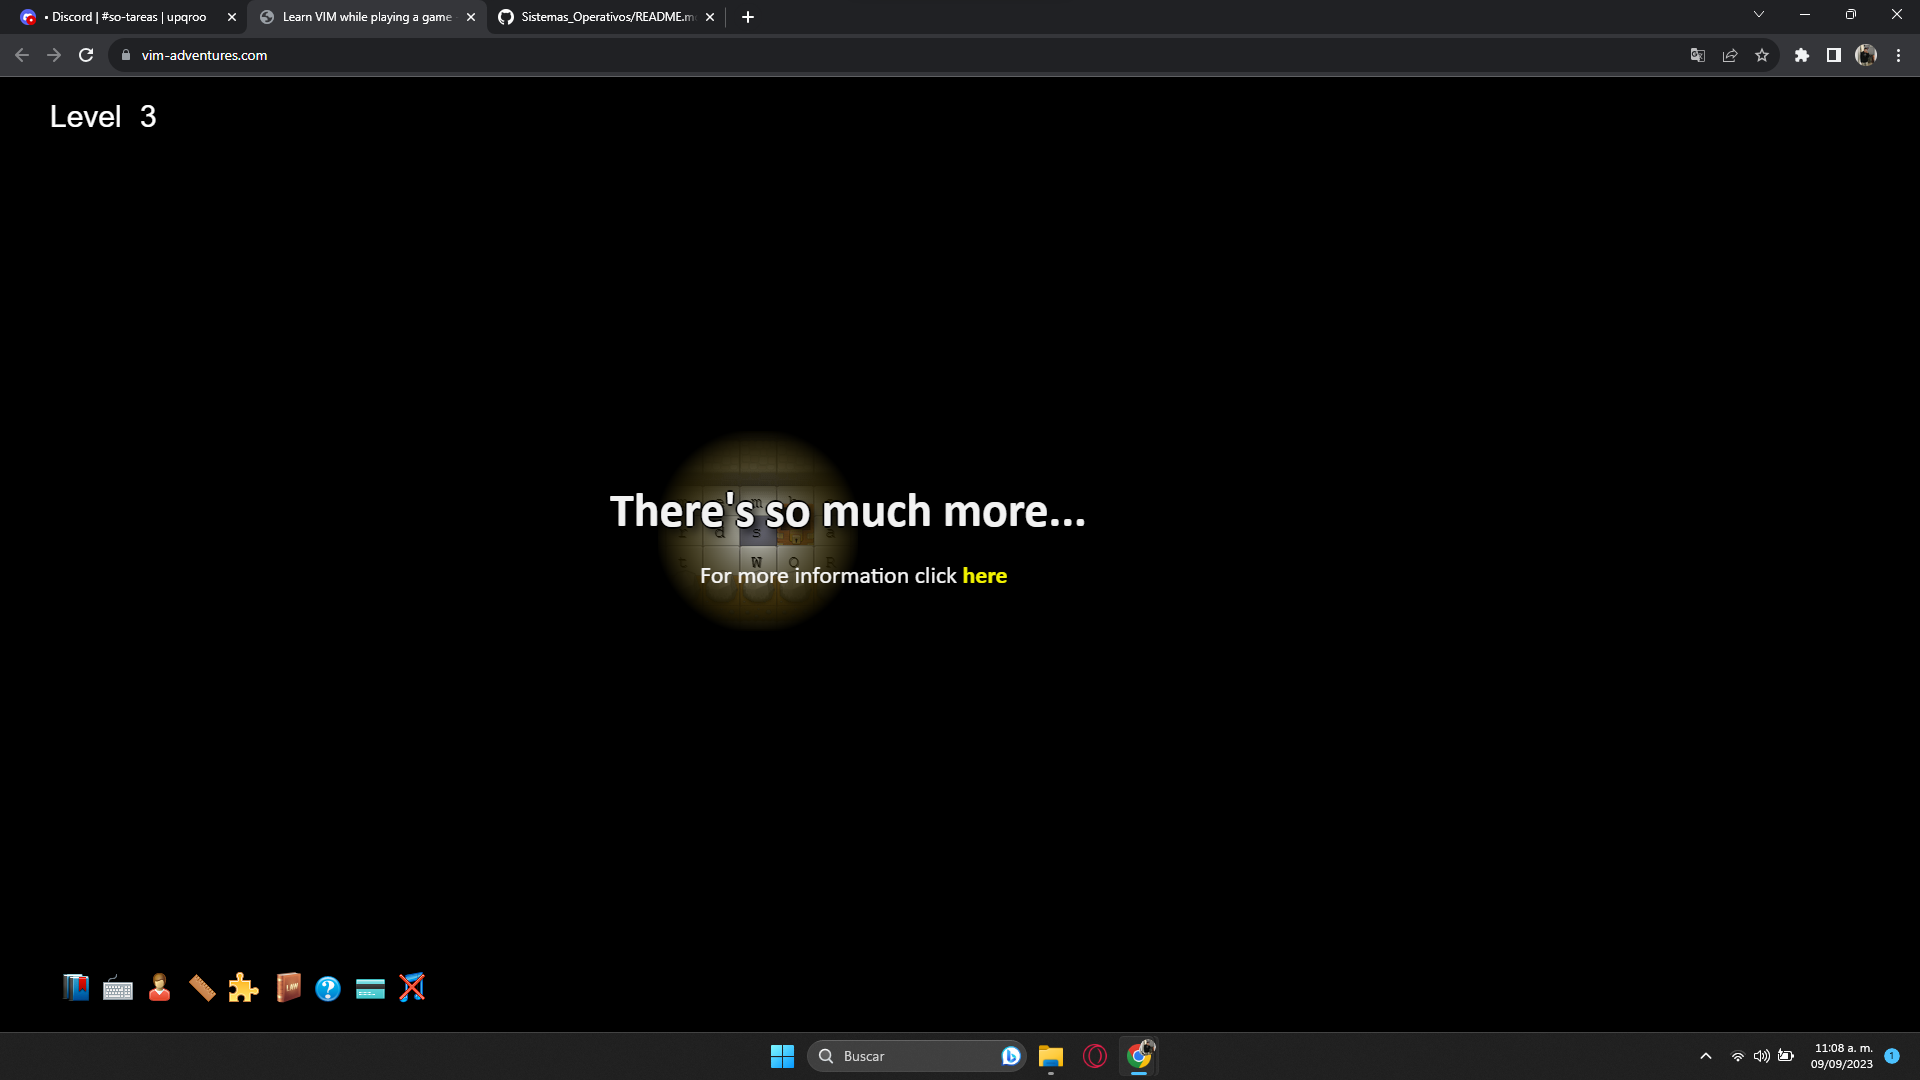 • Discord | #so-tareas | upqroo
Learn VIM while playing a game
Sistemas_Operativos/README.m
vim-adventures.com
Level 3
There's so much more...
For more information click here
W
LAW
Buscar
11:08 a. m.
09/09/2023
1